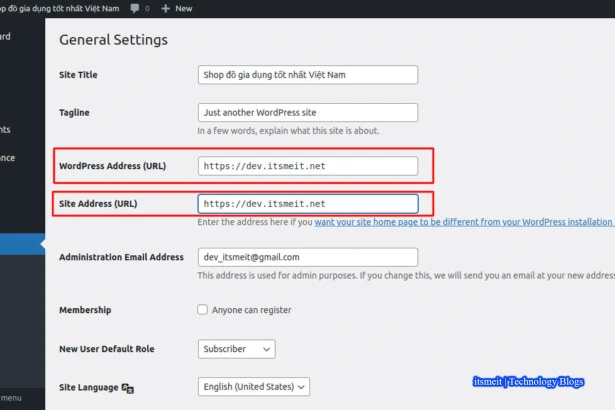 p đồ gia dụng tốt nhất Việt Nam 0 + New
General Settings
Site Title Shop đồ gia dụng tốt nhất Việt Nam
Tagline Just another WordPress site
In a few words, explain what this site is about.
WordPress Address (URL) https://dev.itsmeit.net
Site Address (URL) https://dev.itsmeit.net
Enter the address here if you want your site home page to be different from your WordPress installation
Administration Email Address dev_itsmeit@gmail.com
This address is used for admin purposes. If you change this, we will send you an email at your new address
Membership Anyone can register
New User Default Role Subscriber
Site Language English (United States)
itsmeit | Technology Blogs
menu